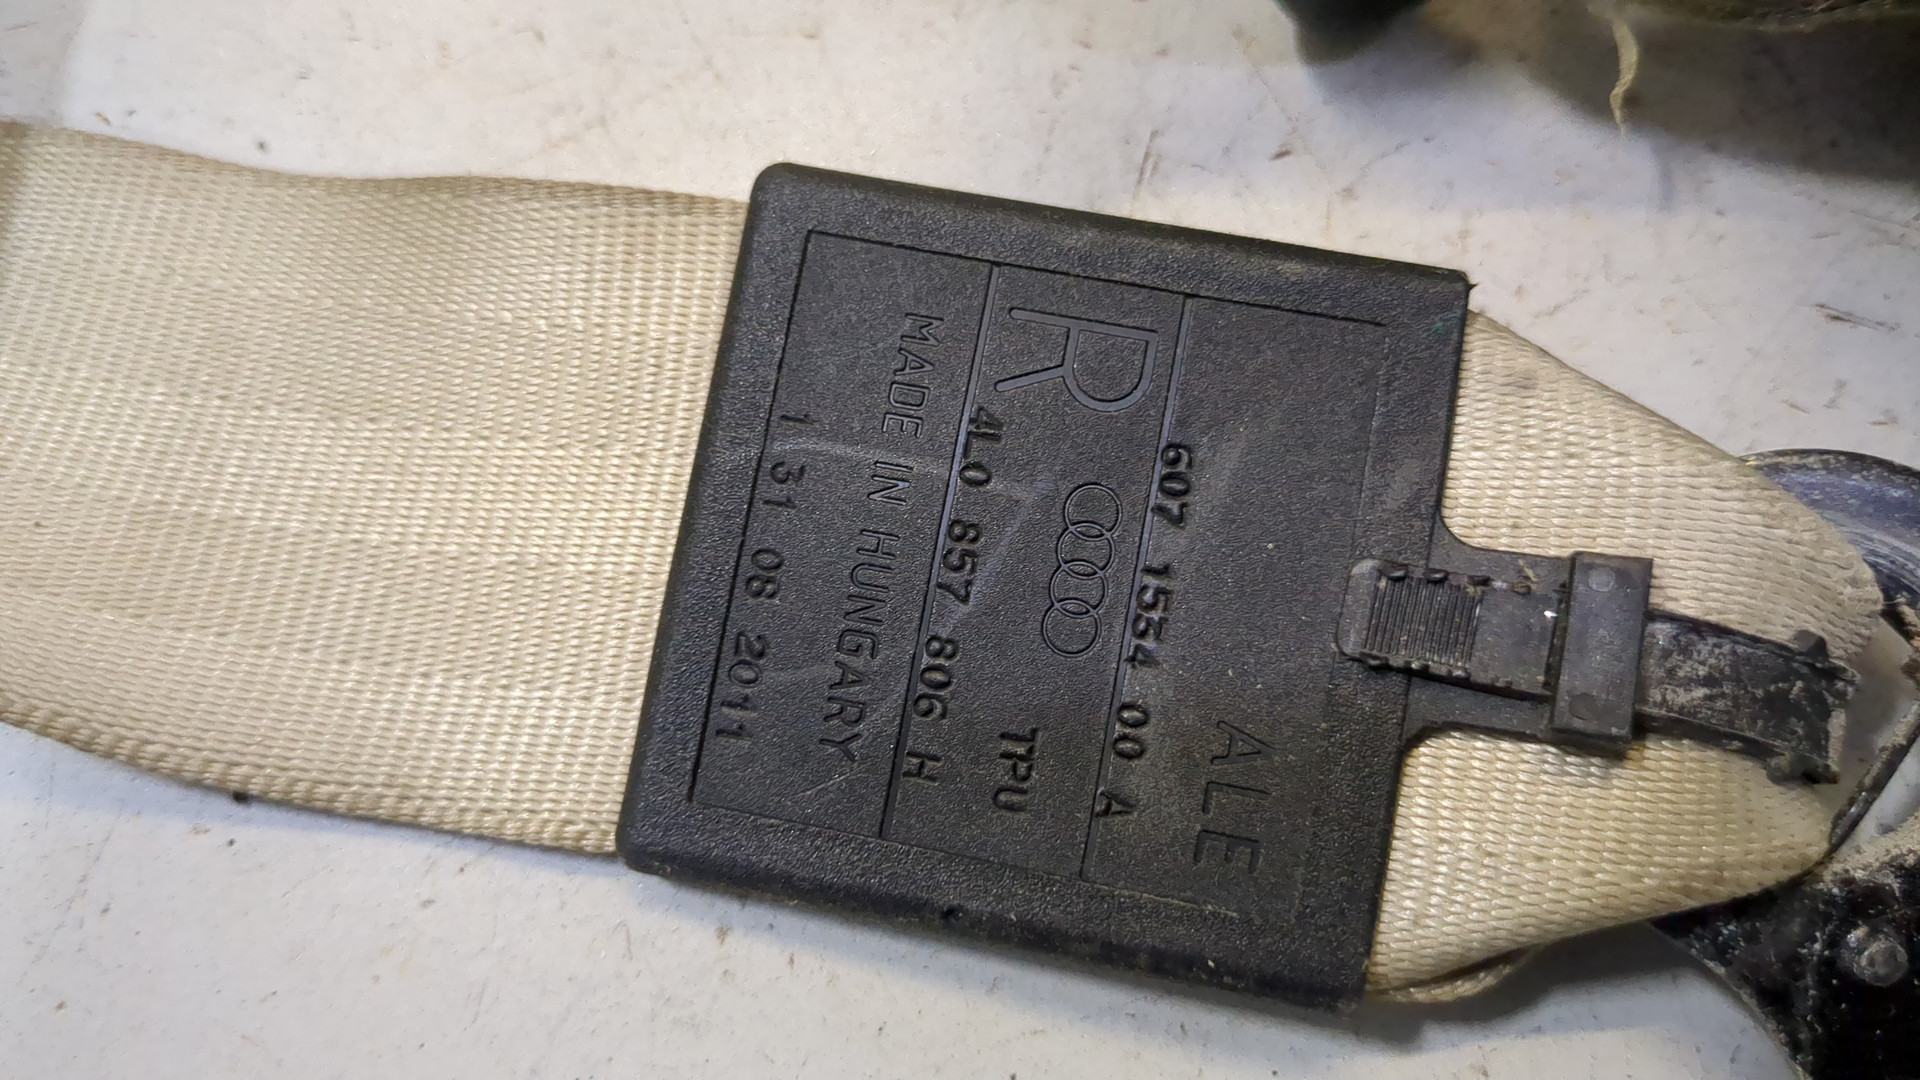 ALE
607 1554 00 A
R TPU
4L0 857 806 H
MADE IN HUNGARY
1 31 08 2011